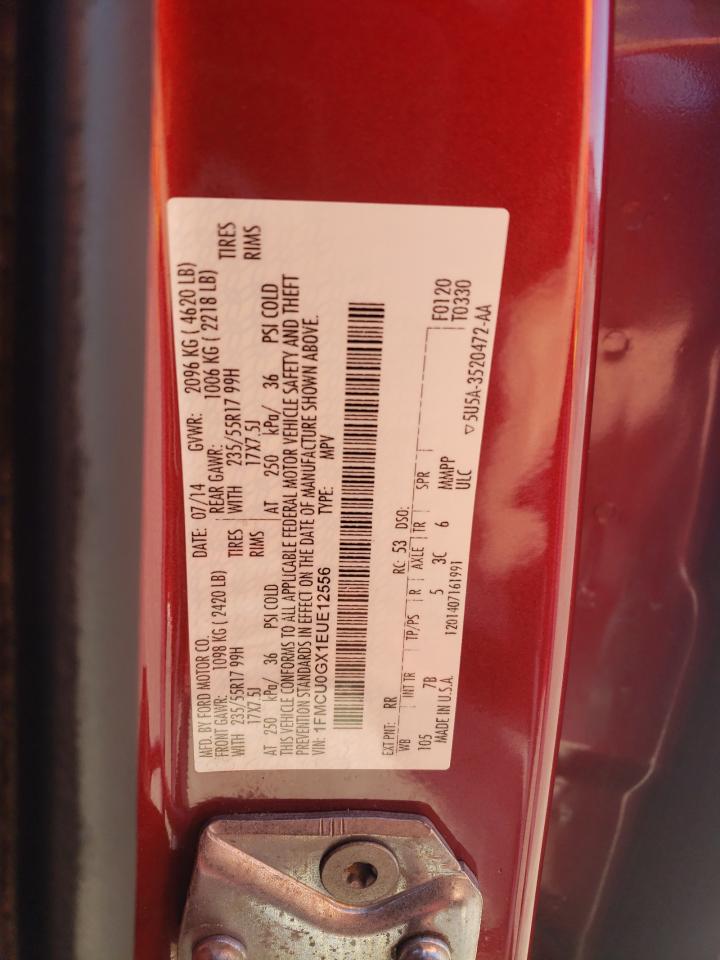 MFD. BY FORD MOTOR CO.
DATE: 07/14 GVWR: 2096 KG ( 4620 LB)
FRONT GAWR: 1098 KG ( 2420 LB) REAR GAWR: 1006 KG ( 2218 LB)
WITH 235/55R17 99H TIRES WITH 235/55R17 99H TIRES
17X7.5J RIMS 17X7.5J RIMS
AT 250 kPa/ 36 PSI COLD AT 250 kPa/ 36 PSI COLD
THIS VEHICLE CONFORMS TO ALL APPLICABLE FEDERAL MOTOR VEHICLE SAFETY AND THEFT
PREVENTION STANDARDS IN EFFECT ON THE DATE OF MANUFACTURE SHOWN ABOVE.
VIN: 1FMCU0GX1EUE12556 TYPE: MPV
EXT PNT: RR RC: 53 DSO: F0120
T0330
WB INT TR TP/PS R AXLE TR SPR
105 7B 5 3C 6 MMPP
ULC
MADE IN U.S.A. 1201407161991
▽5U5A-3520472-AA